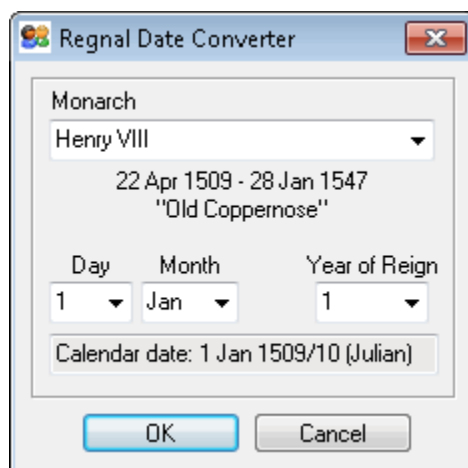 Regnal Date Converter
Monarch
Henry VIII
22 Apr 1509 - 28 Jan 1547
"Old Coppernose"
Day Month Year of Reign
1 Jan 1
Calendar date: 1 Jan 1509/10 (Julian)
OK Cancel